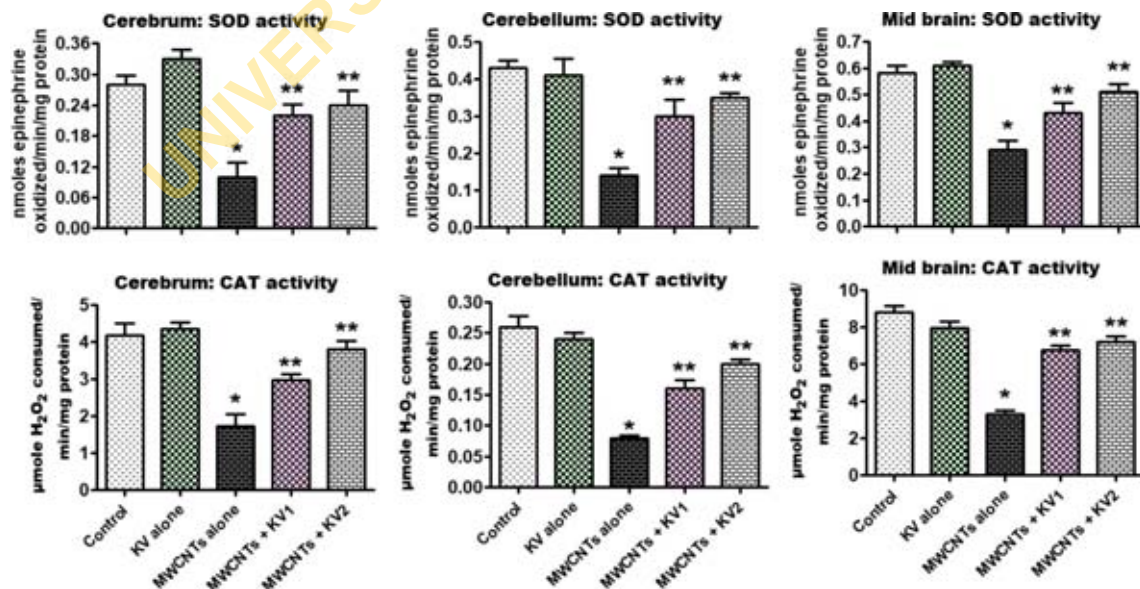 Cerebrum: SOD activity
nmoles epinephrine
oxidized/min/mg protein
0.36
0.30
0.24
0.18
0.12
0.06
0.00
*
**
**
Cerebellum: SOD activity
nmoles epinephrine
oxidized/min/mg protein
0.5
0.4
0.3
0.2
0.1
0.0
*
**
**
Mid brain: SOD activity
nmoles epinephrine
oxidized/min/mg protein
0.7
0.6
0.5
0.4
0.3
0.2
0.1
0.0
*
**
**
UNIVERS
Cerebrum: CAT activity
µmole H₂O₂ consumed/
min/mg protein
5
4
3
2
1
0
*
**
**
Control
KV alone
MWCNTs alone
MWCNTs + KV1
MWCNTs + KV2
Cerebellum: CAT activity
µmole H₂O₂ consumed/
min/mg protein
0.30
0.25
0.20
0.15
0.10
0.05
0.00
*
**
**
Control
KV alone
MWCNTs alone
MWCNTs + KV1
MWCNTs + KV2
Mid brain: CAT activity
µmole H₂O₂ consumed/
min/mg protein
10
8
6
4
2
0
*
**
**
Control
KV alone
MWCNTs alone
MWCNTs + KV1
MWCNTs + KV2